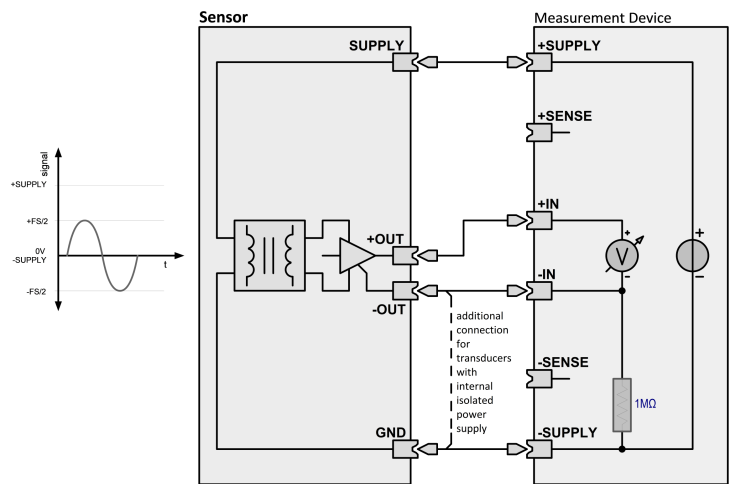 Sensor
Measurement Device
SUPPLY
+SUPPLY
+SENSE
signal
+SUPPLY
+FS/2
0V
-SUPPLY
-FS/2
t
+IN
+OUT
+
V
-
+
-
-IN
-OUT
additional
connection
for
transducers
with
internal
isolated
power
supply
-SENSE
1MΩ
GND
-SUPPLY